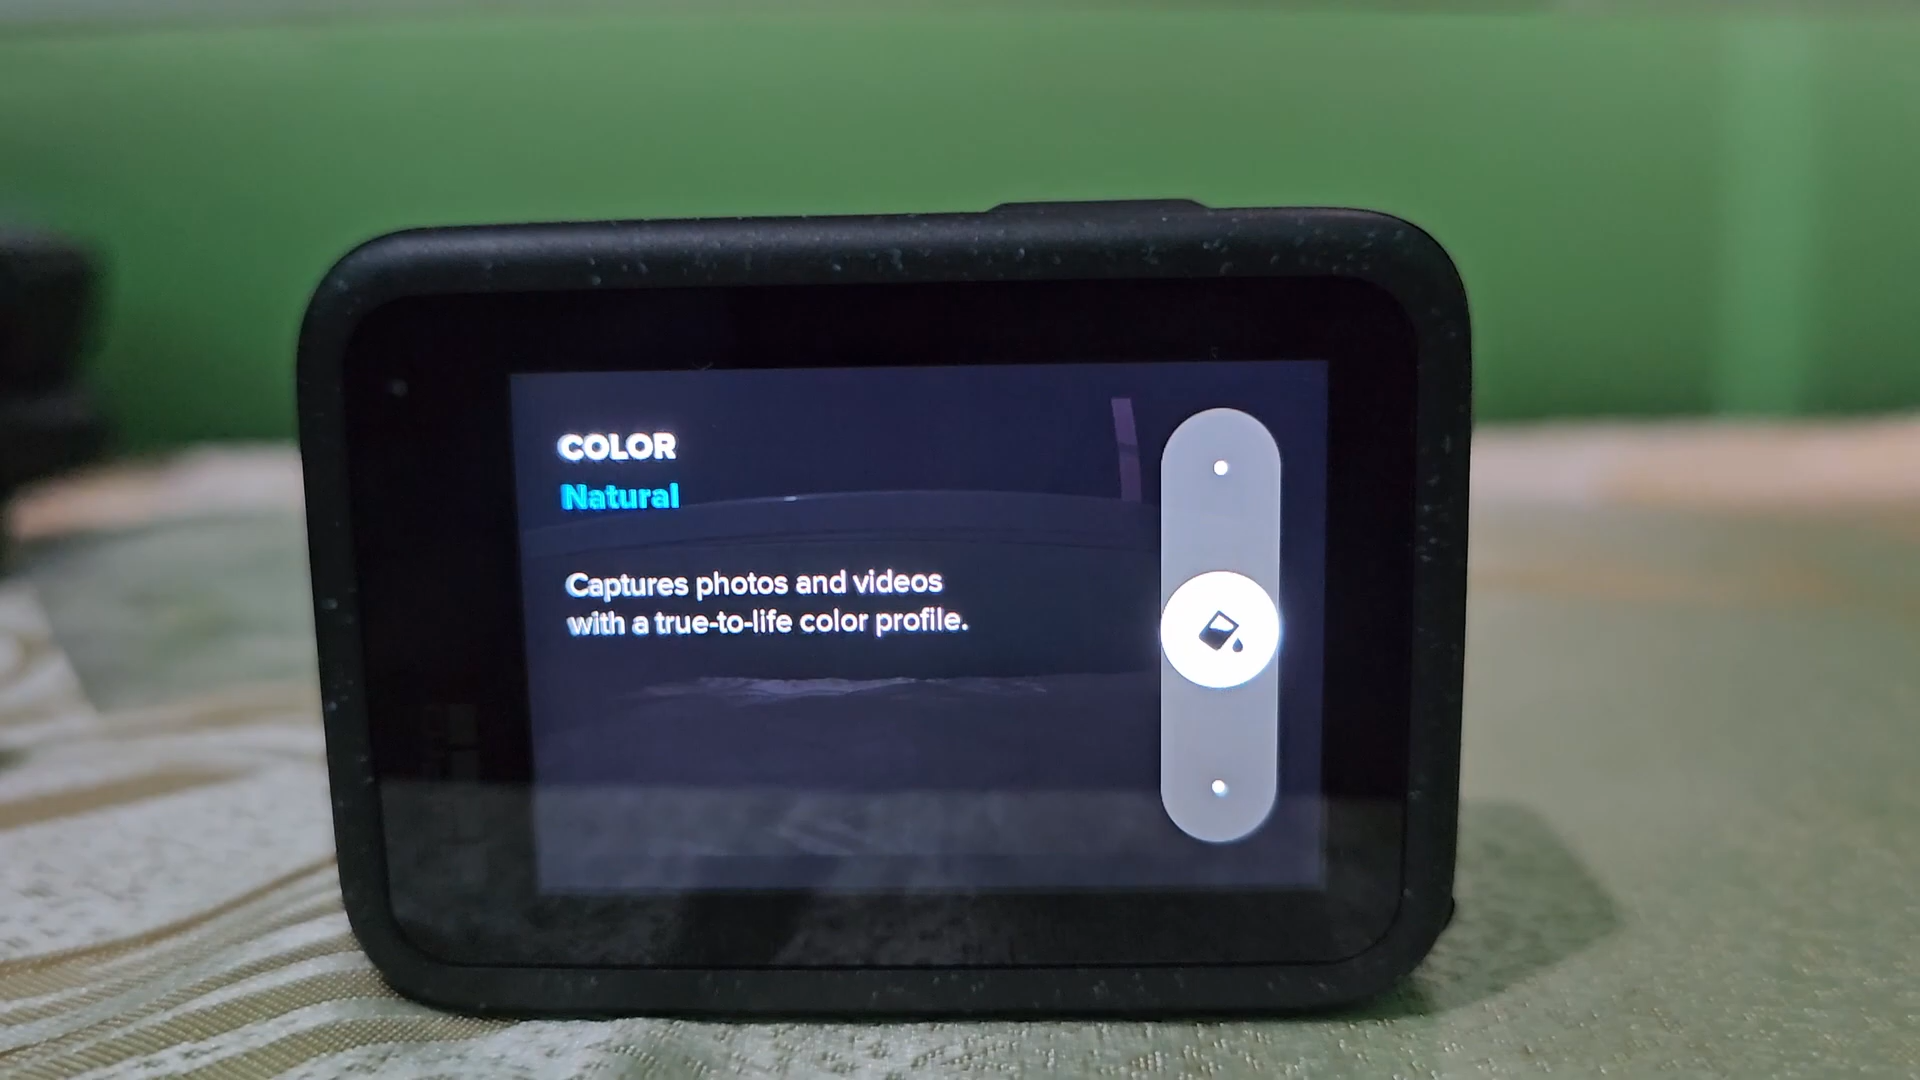 COLOR
Natural
Captures photos and videos
with a true-to-life color profile.